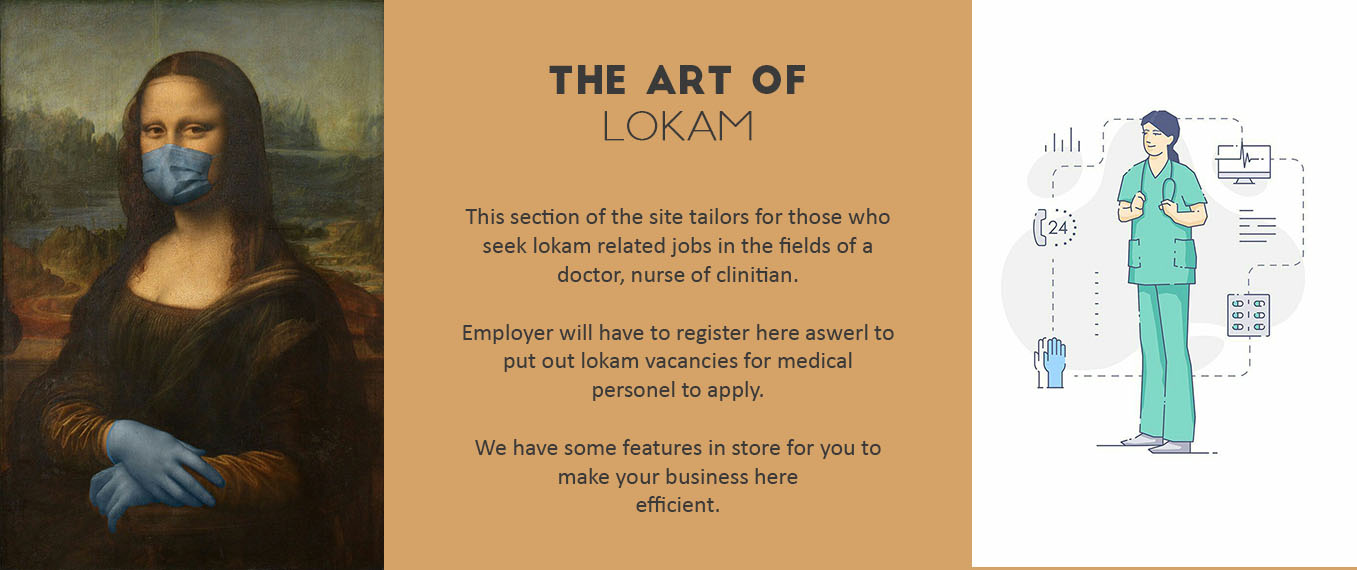 THE ART OF
LOKAM
This section of the site tailors for those who
seek lokam related jobs in the fields of a
doctor, nurse of clinitian.
Employer will have to register here aswerl to
put out lokam vacancies for medical
personel to apply.
We have some features in store for you to
make your business here
efficient.
24